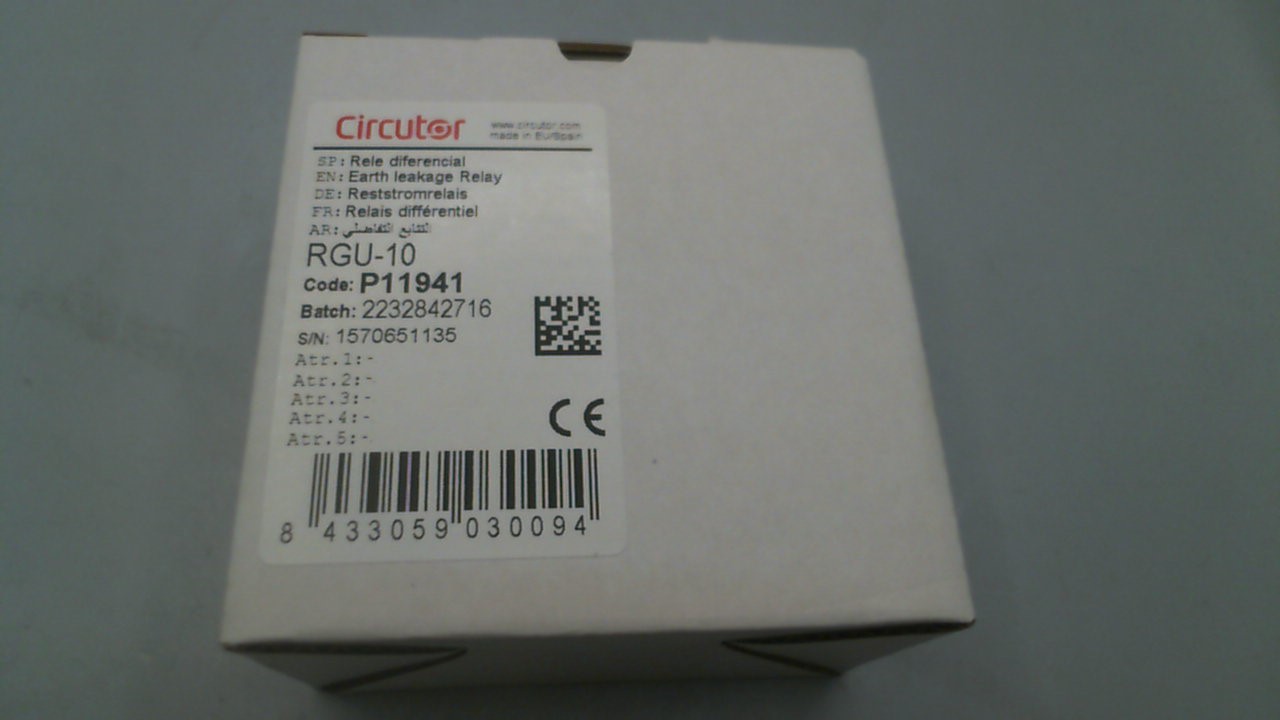 Circutor
www.circutor.com
made in EU/Spain
SP: Rele diferencial
EN: Earth leakage Relay
DE: Reststromrelais
FR: Relais différentiel
AR: التتابع التفاضلي
RGU-10
Code: P11941
Batch: 2232842716
S/N: 1570651135
Atr.1:-
Atr.2:-
Atr.3:-
Atr.4:-
Atr.5:-
CE
8 433059 030094